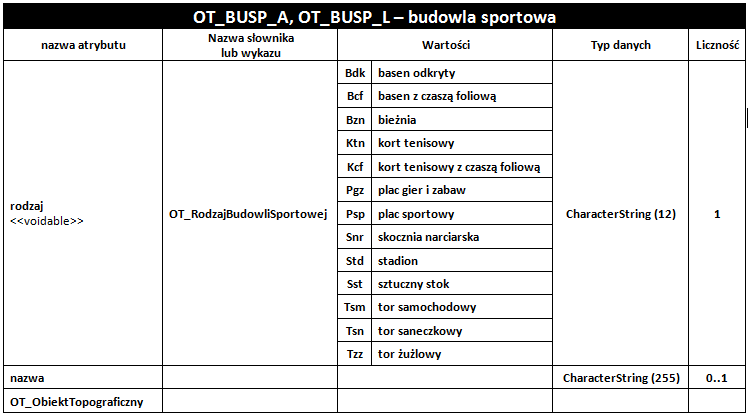 OT_BUSP_A, OT_BUSP_L – budowla sportowa
nazwa atrybutu
Nazwa słownika
lub wykazu
Wartości
Typ danych
Liczność
rodzaj
<<voidable>>
OT_RodzajBudowliSportowej
Bdk basen odkryty
Bcf basen z czaszą foliową
Bzn bieżnia
Ktn kort tenisowy
Kcf kort tenisowy z czaszą foliową
Pgz plac gier i zabaw
Psp plac sportowy
Snr skocznia narciarska
Std stadion
Sst sztuczny stok
Tsm tor samochodowy
Tsn tor saneczkowy
Tzz tor żużlowy
CharacterString (12)
1
nazwa
CharacterString (255)
0..1
OT_ObiektTopograficzny